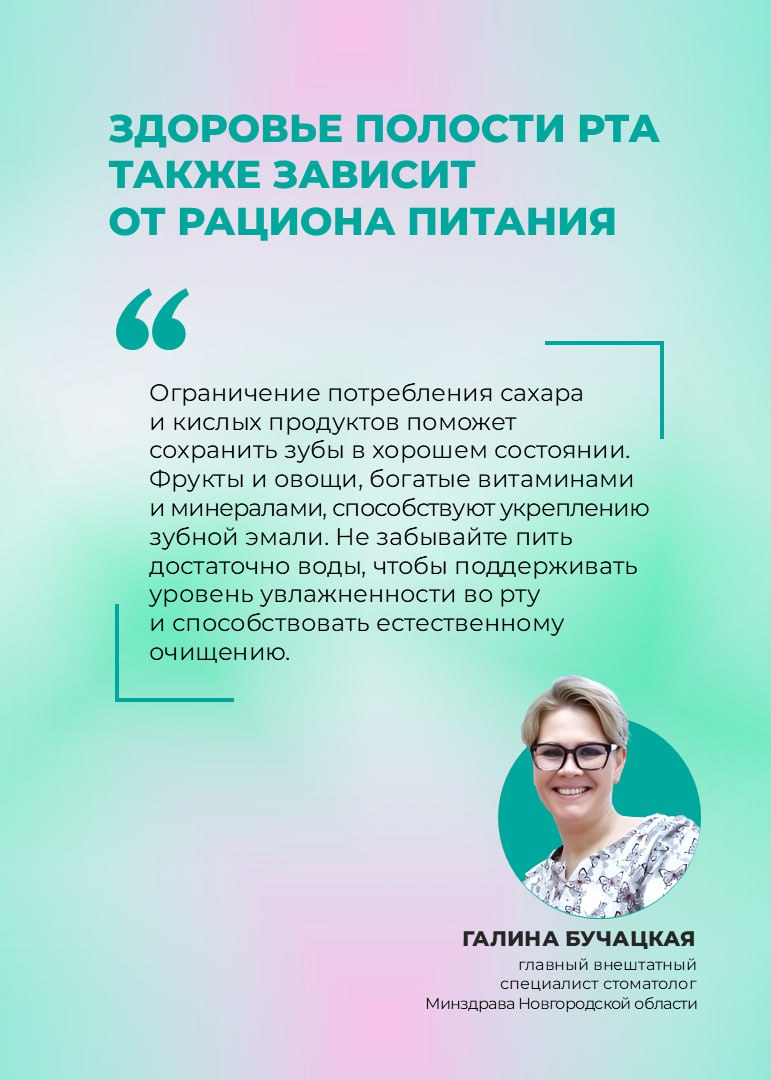 ЗДОРОВЬЕ ПОЛОСТИ РТА
ТАКЖЕ ЗАВИСИТ
ОТ РАЦИОНА ПИТАНИЯ
“
Ограничение потребления сахара
и кислых продуктов поможет
сохранить зубы в хорошем состоянии.
Фрукты и овощи, богатые витаминами
и минералами, способствуют укреплению
зубной эмали. Не забывайте пить
достаточно воды, чтобы поддерживать
уровень увлажненности во рту
и способствовать естественному
очищению.
ГАЛИНА БУЧАЦКАЯ
главный внештатный
специалист стоматолог
Минздрава Новгородской области